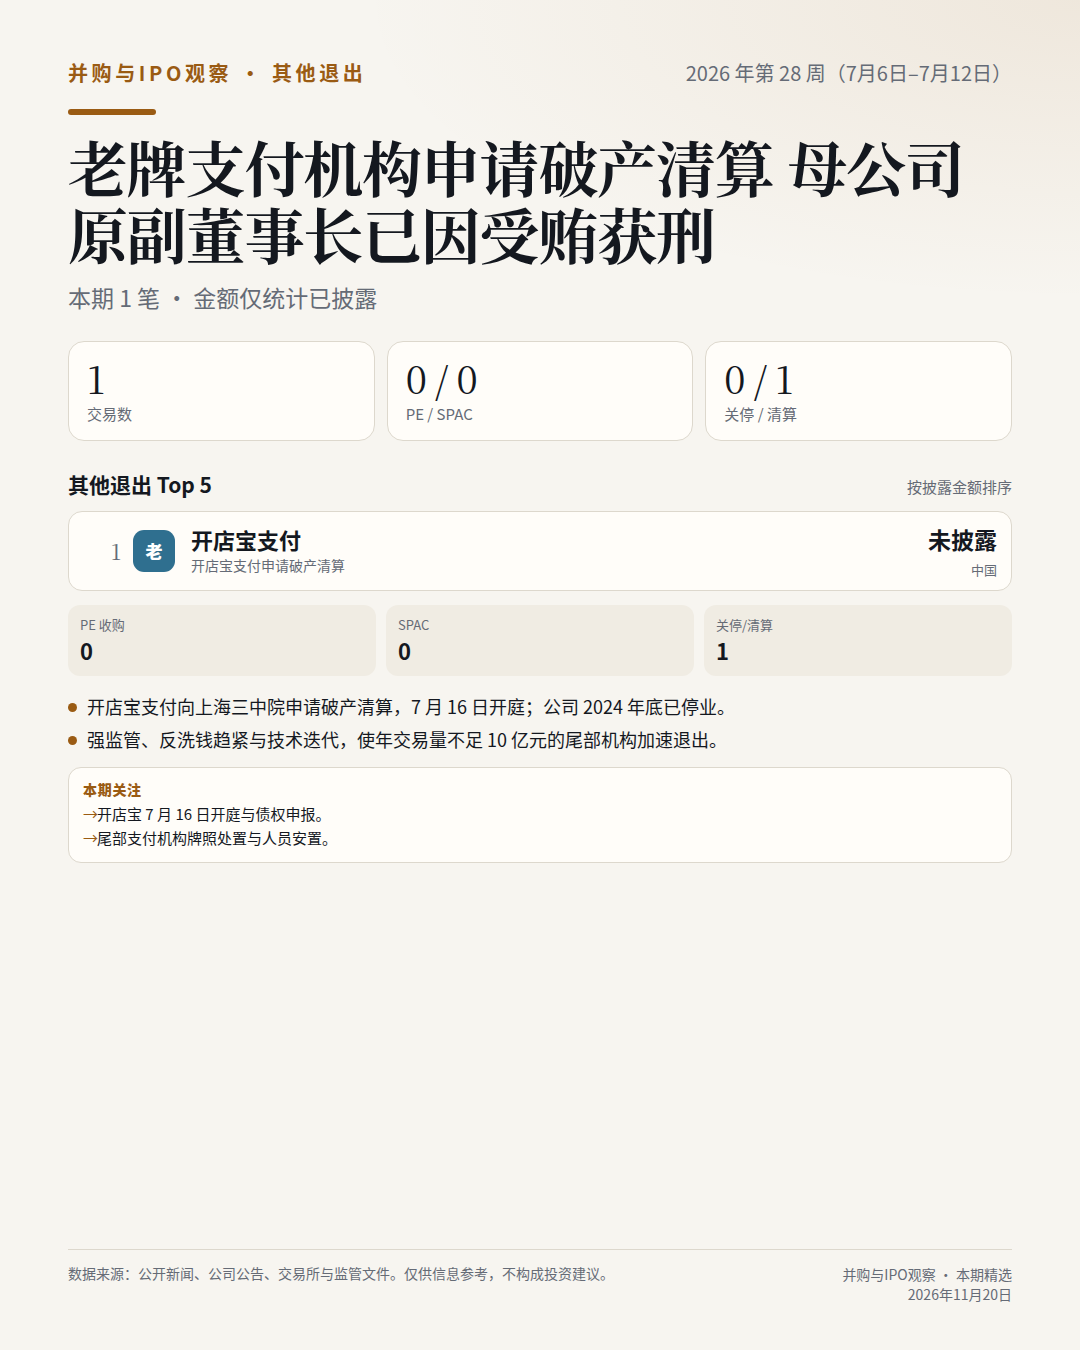 并购与IPO观察 · 其他退出
2026 年第 28 周（7月6日–7月12日）
老牌支付机构申请破产清算 母公司
原副董事长已因受贿获刑
本期 1 笔 · 金额仅统计已披露
1
交易数
0 / 0
PE / SPAC
0 / 1
关停 / 清算
其他退出 Top 5
按披露金额排序
1
老
开店宝支付
开店宝支付申请破产清算
未披露
中国
PE 收购
0
SPAC
0
关停/清算
1
开店宝支付向上海三中院申请破产清算，7 月 16 日开庭；公司 2024 年底已停业。
强监管、反洗钱趋紧与技术迭代，使年交易量不足 10 亿元的尾部机构加速退出。
本期关注
→开店宝 7 月 16 日开庭与债权申报。
→尾部支付机构牌照处置与人员安置。
数据来源：公开新闻、公司公告、交易所与监管文件。仅供信息参考，不构成投资建议。
并购与IPO观察 · 本期精选
2026年11月20日